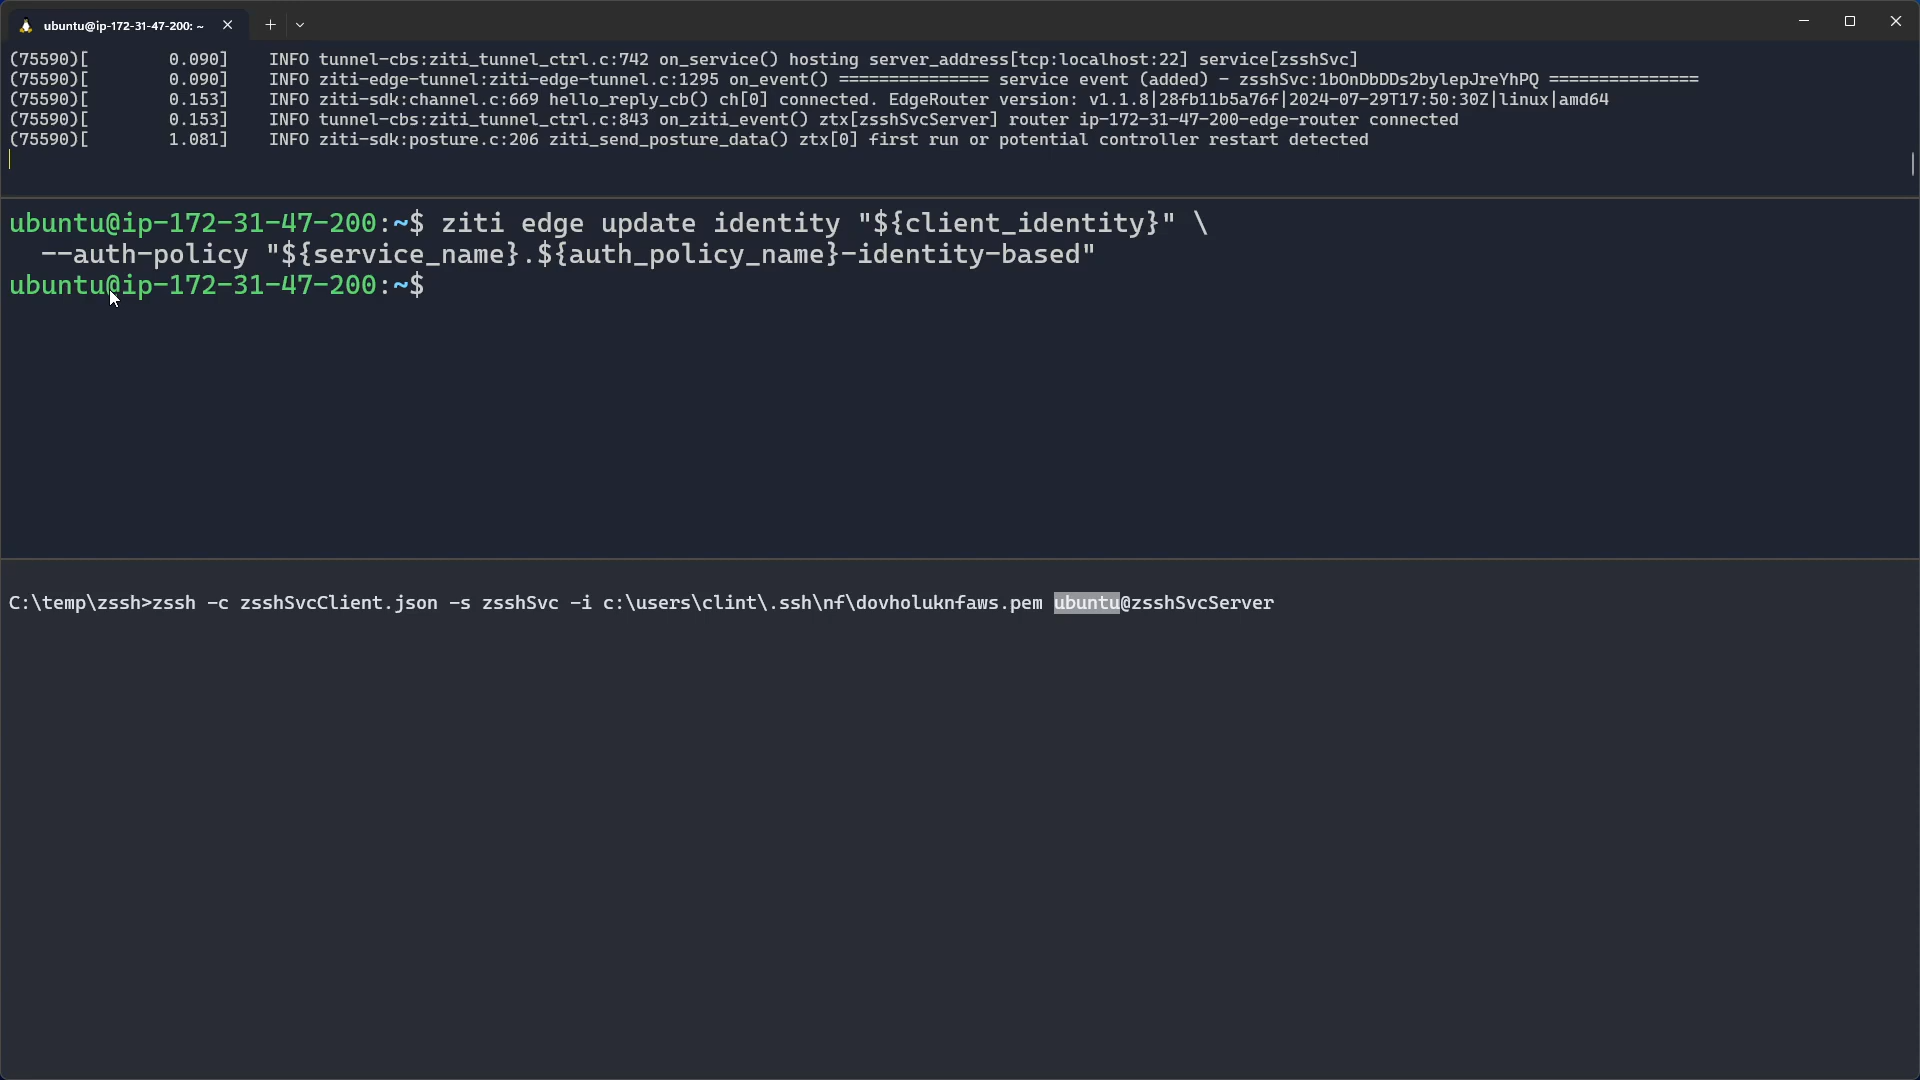 ubuntu@ip-172-31-47-200: ~
(75590)[        0.090]    INFO tunnel-cbs:ziti_tunnel_ctrl.c:742 on_service() hosting server_address[tcp:localhost:22] service[zsshSvc]
(75590)[        0.090]    INFO ziti-edge-tunnel:ziti-edge-tunnel.c:1295 on_event() =============== service event (added) - zsshSvc:1bOnDbDDs2bylepJreYhPQ ===============
(75590)[        0.153]    INFO ziti-sdk:channel.c:669 hello_reply_cb() ch[0] connected. EdgeRouter version: v1.1.8|28fb11b5a76f|2024-07-29T17:50:30Z|linux|amd64
(75590)[        0.153]    INFO tunnel-cbs:ziti_tunnel_ctrl.c:843 on_ziti_event() ztx[zsshSvcServer] router ip-172-31-47-200-edge-router connected
(75590)[        1.081]    INFO ziti-sdk:posture.c:206 ziti_send_posture_data() ztx[0] first run or potential controller restart detected
ubuntu@ip-172-31-47-200:~$ ziti edge update identity "${client_identity}" \
  --auth-policy "${service_name}.${auth_policy_name}-identity-based"
ubuntu@ip-172-31-47-200:~$
C:\temp\zssh>zssh -c zsshSvcClient.json -s zsshSvc -i c:\users\clint\.ssh\nf\dovholuknfaws.pem ubuntu@zsshSvcServer